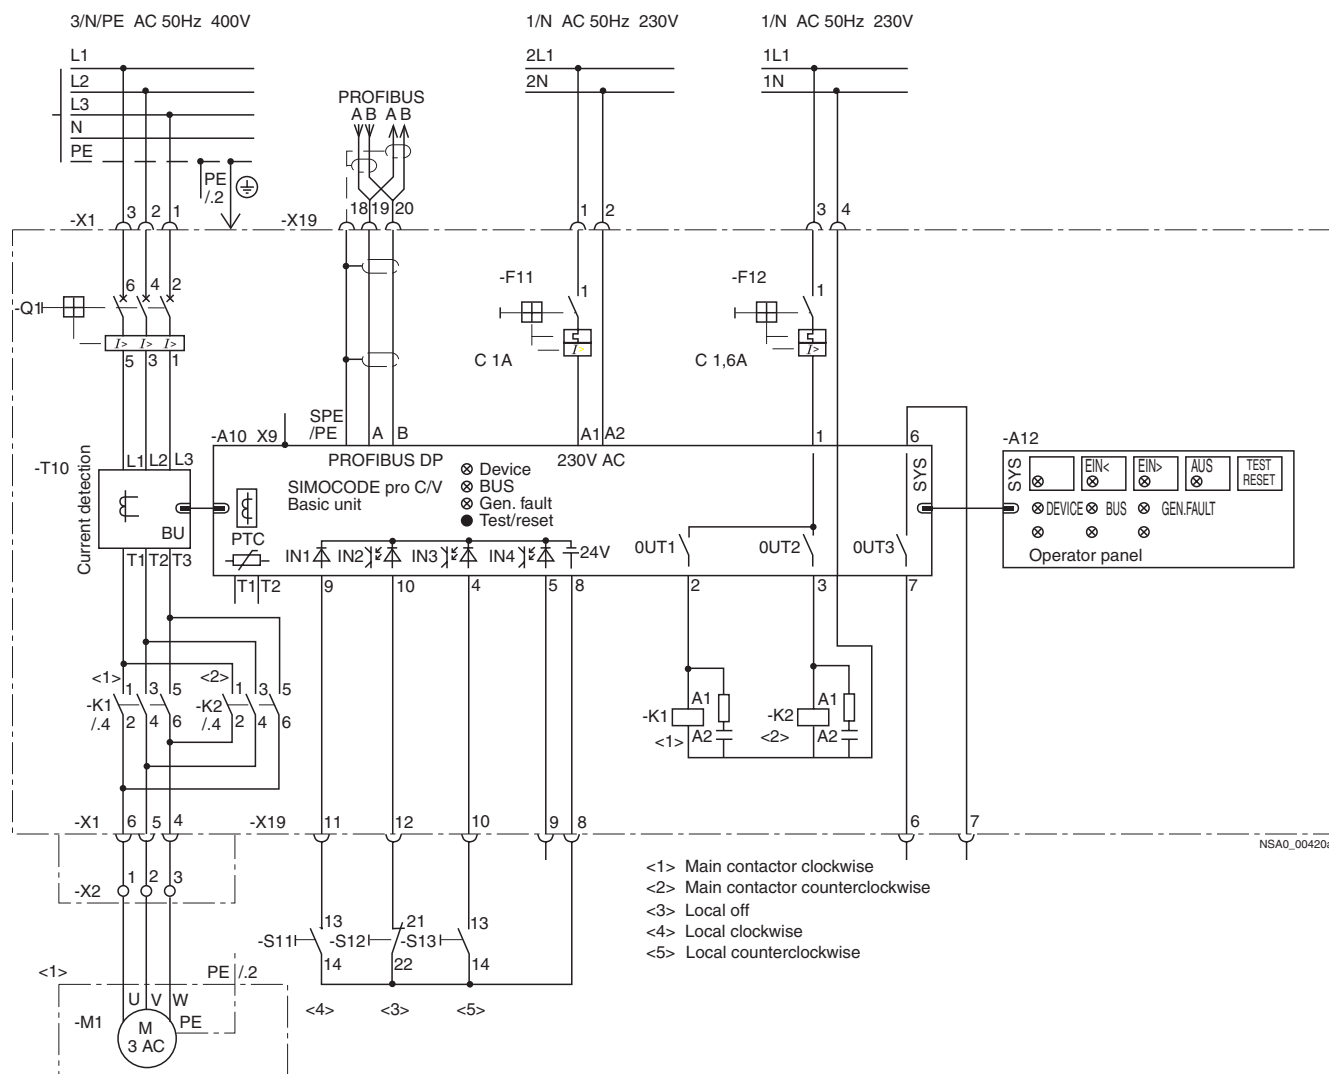 3/N/PE AC 50Hz 400V
1/N AC 50Hz 230V
1/N AC 50Hz 230V
L1
2L1
1L1
L2
2N
1N
L3
PROFIBUS
A B A B
N
PE
PE
/.2
3 2 1
18 19 20
1 2
3 4
-X1
-X19
-F11
-F12
6 4 2
1
1
-Q1
I> I> I>
I>
I>
5 3 1
C 1A
C 1,6A
SPE
/PE
A B
A1 A2
1
6
-A10 X9
-A12
-T10
Current detection
L1 L2 L3
BU
T1 T2 T3
PROFIBUS DP
230V AC
SIMOCODE pro C/V
Basic unit
Device
BUS
Gen. fault
Test/reset
SYS
SYS
EIN<
EIN>
AUS
TEST
RESET
DEVICE
BUS
GEN.FAULT
Operator panel
PTC
IN1
IN2
IN3
IN4
24V
0UT1
0UT2
0UT3
T1 T2
9
10
4
5 8
2
3
7
<1>
1 3 5
<2>
1 3 5
-K1
/.4
2 4 6
-K2
/.4
2 4 6
-K1
A1
A2
<1>
-K2
A1
A2
<2>
-X1
6 5 4
-X19
11
12
10
9 8
6
7
NSA0_00420a
-X2
1 2 3
<1> Main contactor clockwise
<2> Main contactor counterclockwise
<3> Local off
<4> Local clockwise
<5> Local counterclockwise
-S11
13
14
-S12
21
22
-S13
13
14
<1>
PE /.2
<4>
<3>
<5>
U V W
-M1
PE
M
3 AC